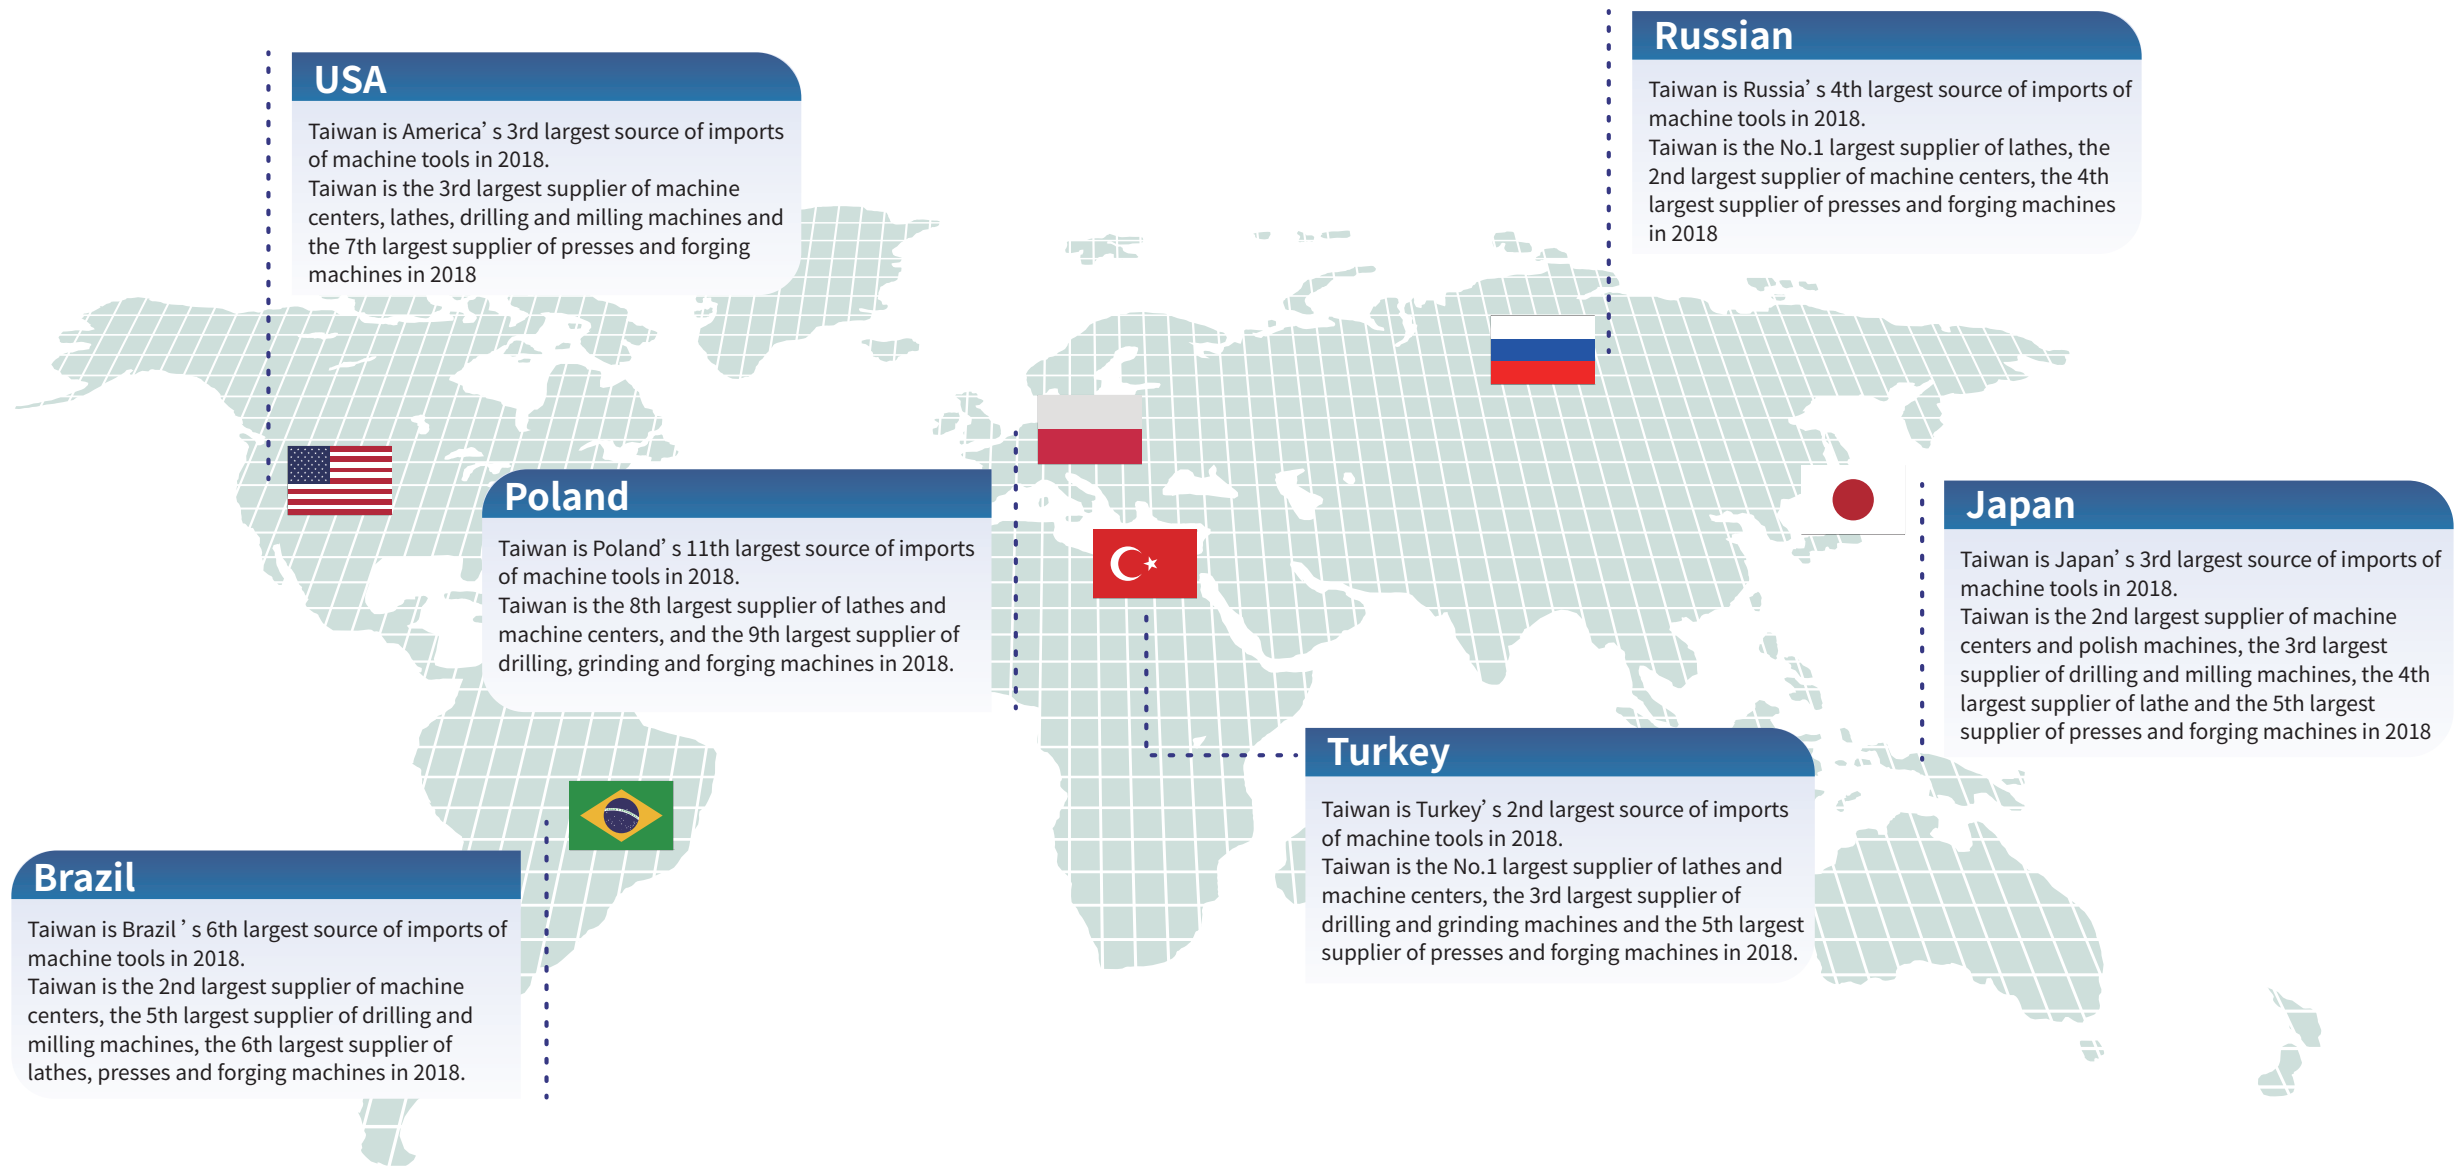 USA
Taiwan is America’s 3rd largest source of imports
of machine tools in 2018.
Taiwan is the 3rd largest supplier of machine
centers, lathes, drilling and milling machines and
the 7th largest supplier of presses and forging
machines in 2018
Russian
Taiwan is Russia’s 4th largest source of imports of
machine tools in 2018.
Taiwan is the No.1 largest supplier of lathes, the
2nd largest supplier of machine centers, the 4th
largest supplier of presses and forging machines
in 2018
Poland
Taiwan is Poland’s 11th largest source of imports
of machine tools in 2018.
Taiwan is the 8th largest supplier of lathes and
machine centers, and the 9th largest supplier of
drilling, grinding and forging machines in 2018.
Japan
Taiwan is Japan’s 3rd largest source of imports of
machine tools in 2018.
Taiwan is the 2nd largest supplier of machine
centers and polish machines, the 3rd largest
supplier of drilling and milling machines, the 4th
largest supplier of lathe and the 5th largest
supplier of presses and forging machines in 2018
Turkey
Taiwan is Turkey’s 2nd largest source of imports
of machine tools in 2018.
Taiwan is the No.1 largest supplier of lathes and
machine centers, the 3rd largest supplier of
drilling and grinding machines and the 5th largest
supplier of presses and forging machines in 2018.
Brazil
Taiwan is Brazil ’s 6th largest source of imports of
machine tools in 2018.
Taiwan is the 2nd largest supplier of machine
centers, the 5th largest supplier of drilling and
milling machines, the 6th largest supplier of
lathes, presses and forging machines in 2018.